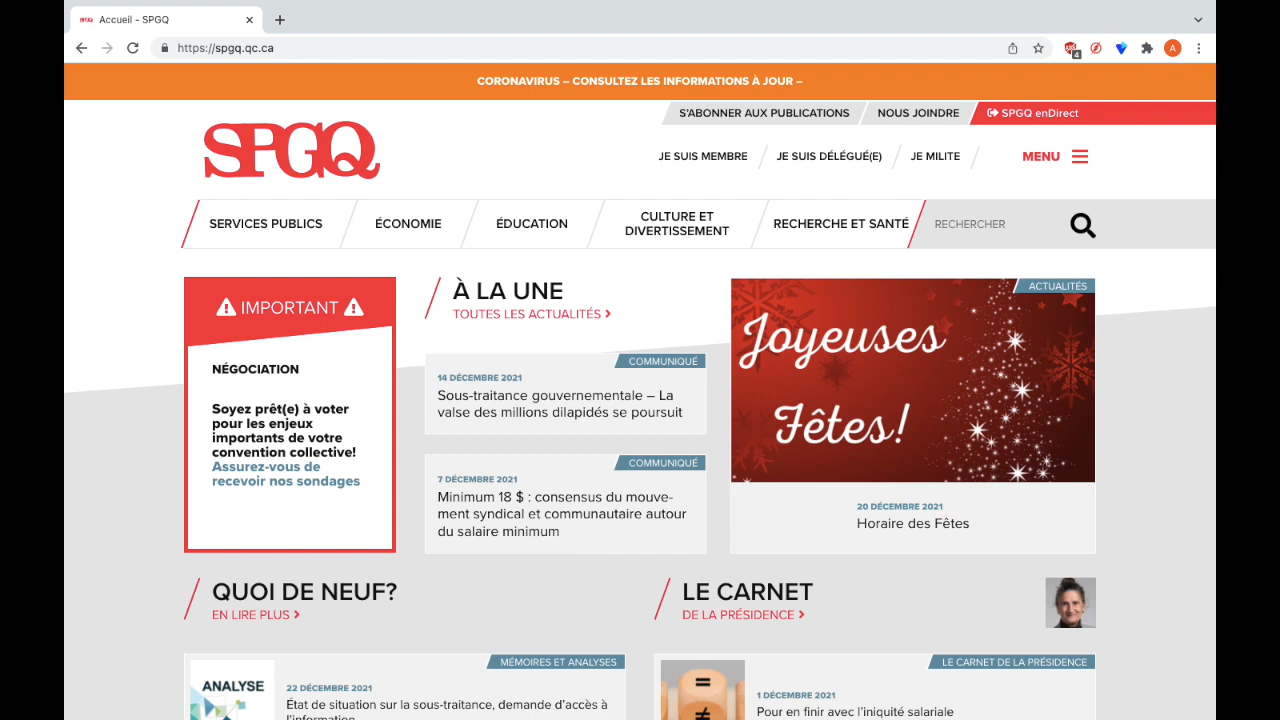 SPGQ Accueil - SPGQ
https://spgq.qc.ca
4
A
CORONAVIRUS – CONSULTEZ LES INFORMATIONS À JOUR –
S'ABONNER AUX PUBLICATIONS
NOUS JOINDRE
SPGQ enDirect
SPGQ
JE SUIS MEMBRE
JE SUIS DÉLÉGUÉ(E)
JE MILITE
MENU
SERVICES PUBLICS
ÉCONOMIE
ÉDUCATION
CULTURE ET
DIVERTISSEMENT
RECHERCHE ET SANTÉ
RECHERCHER
IMPORTANT
NÉGOCIATION
Soyez prêt(e) à voter
pour les enjeux
importants de votre
convention collective!
Assurez-vous de
recevoir nos sondages
À LA UNE
TOUTES LES ACTUALITÉS
COMMUNIQUÉ
14 DÉCEMBRE 2021
Sous-traitance gouvernementale – La
valse des millions dilapidés se poursuit
COMMUNIQUÉ
7 DÉCEMBRE 2021
Minimum 18 $ : consensus du mouve-
ment syndical et communautaire autour
du salaire minimum
ACTUALITÉS
Joyeuses
Fêtes!
20 DÉCEMBRE 2021
Horaire des Fêtes
QUOI DE NEUF?
EN LIRE PLUS
LE CARNET
DE LA PRÉSIDENCE
MÉMOIRES ET ANALYSES
ANALYSE
22 DÉCEMBRE 2021
État de situation sur la sous-traitance, demande d'accès à
l'information
LE CARNET DE LA PRÉSIDENCE
=
≠
1 DÉCEMBRE 2021
Pour en finir avec l'iniquité salariale